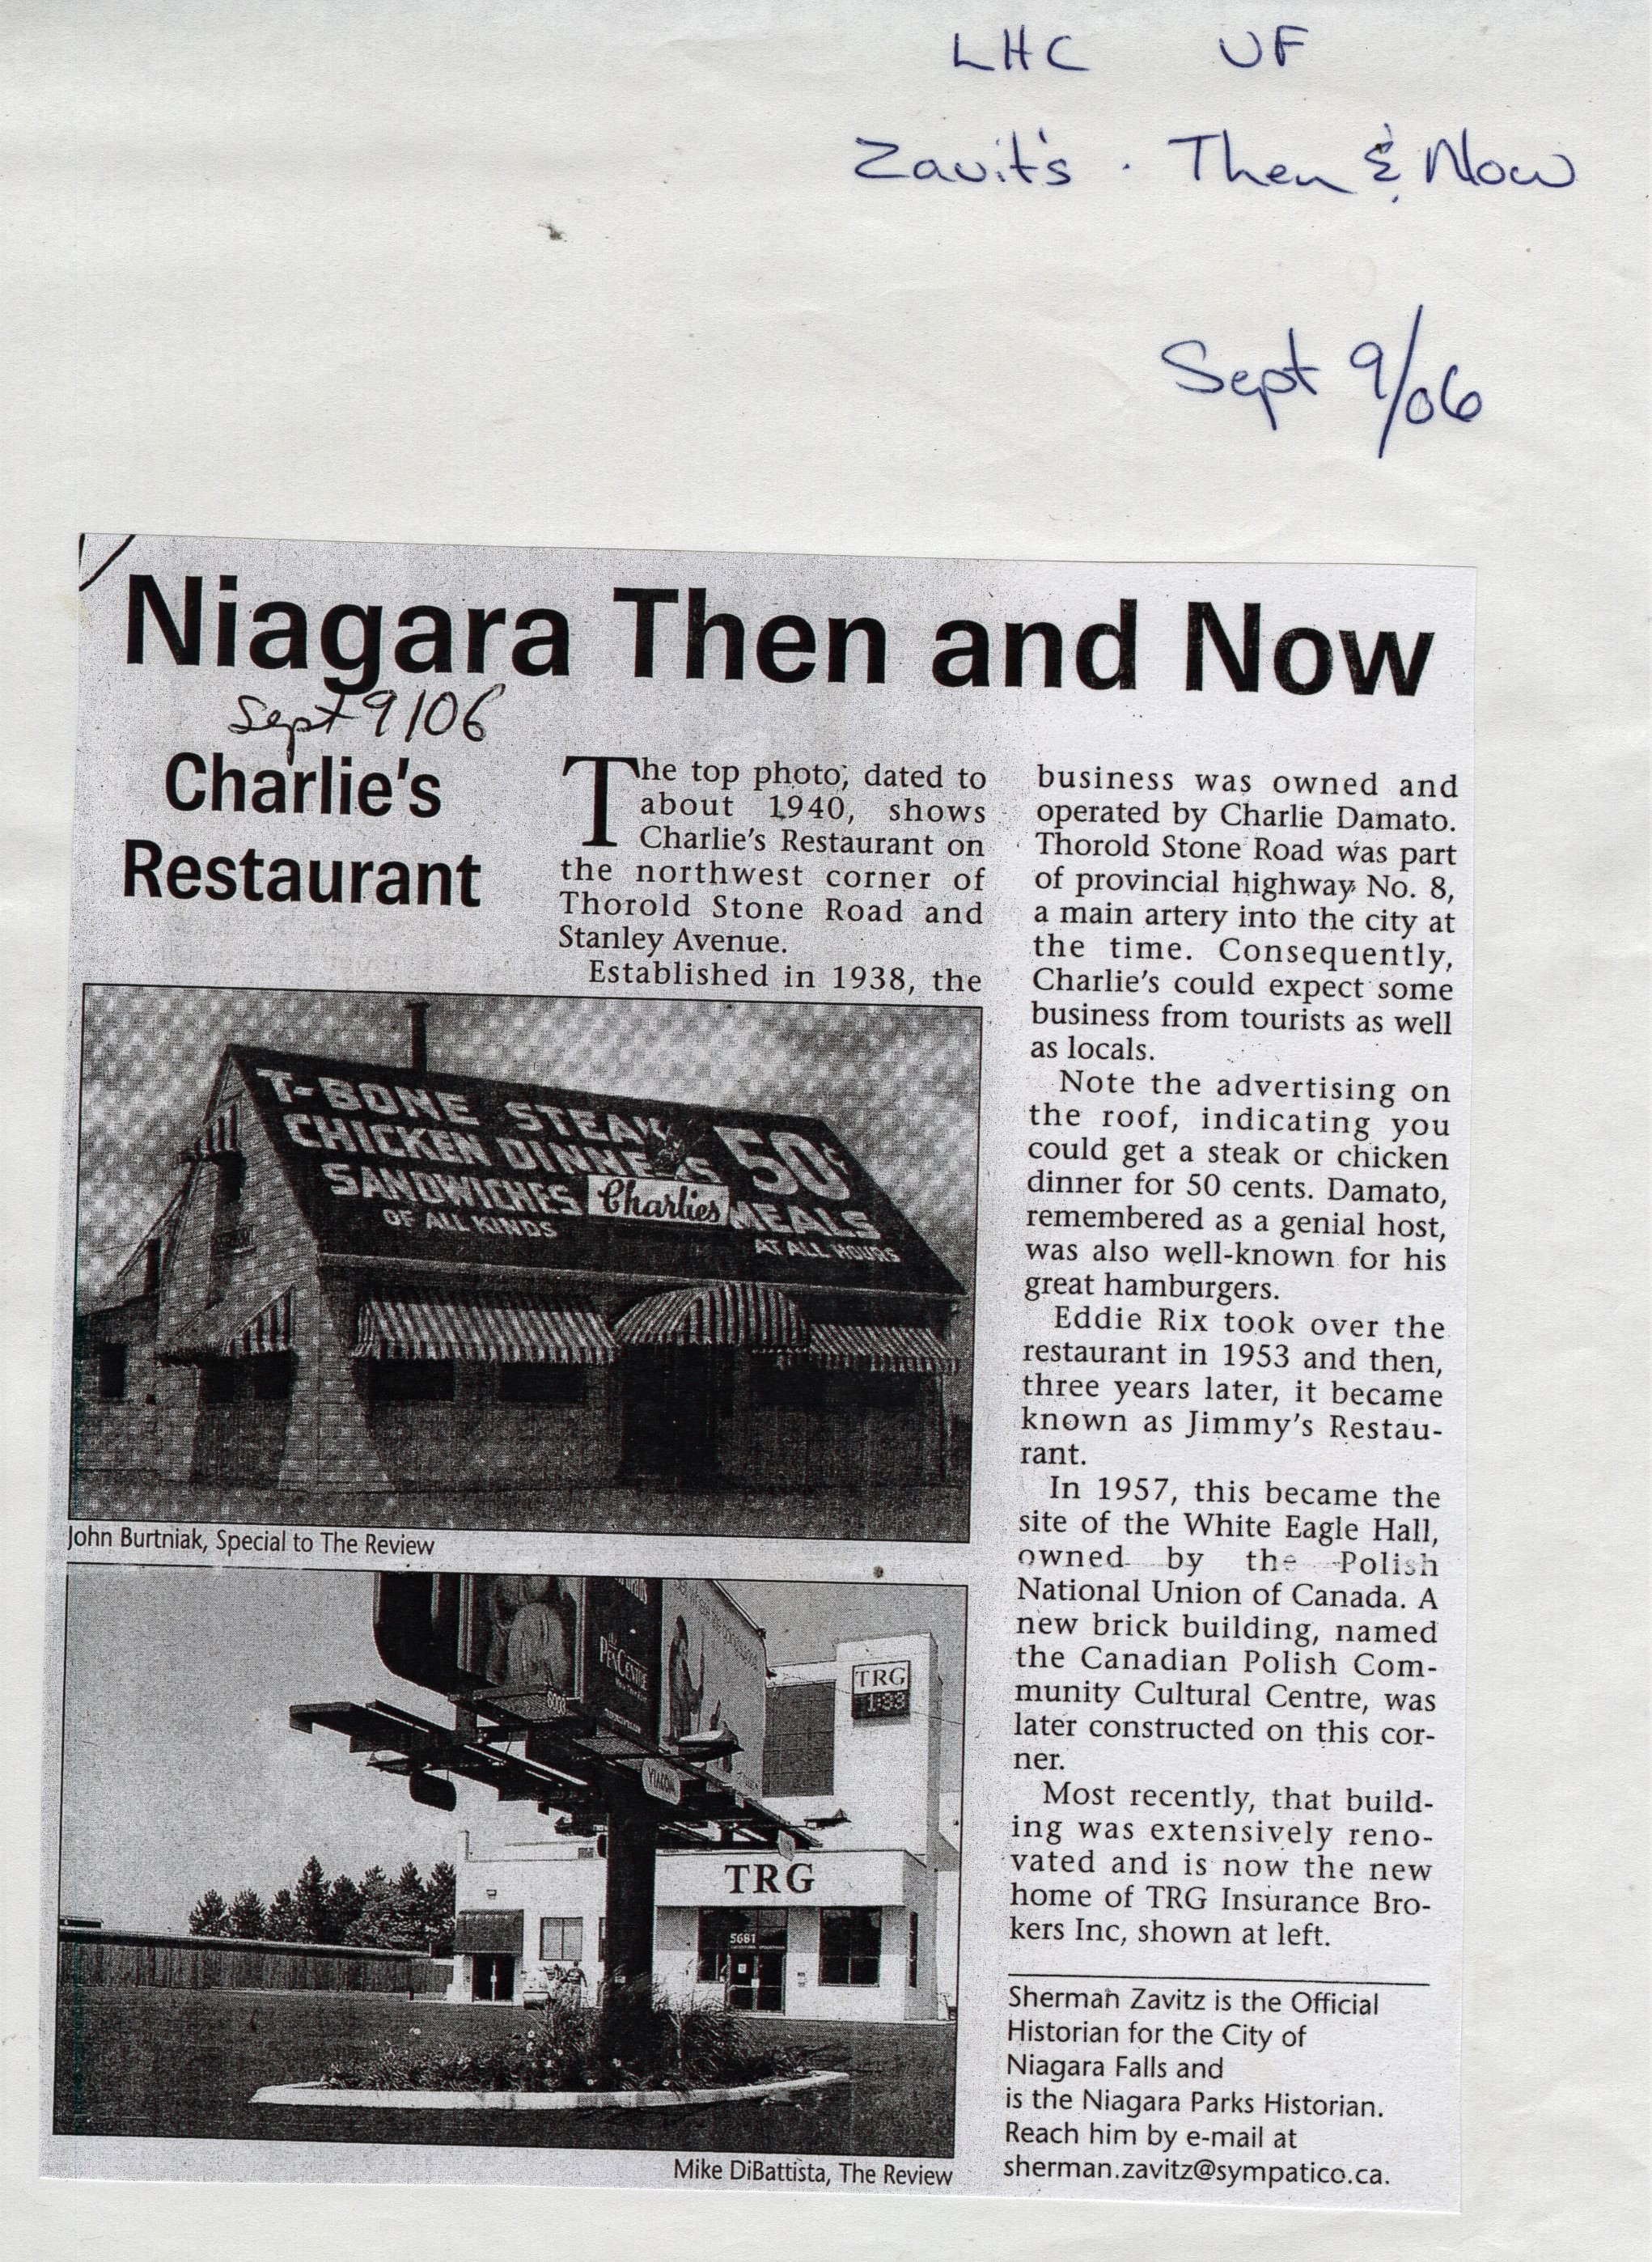 LHC UF
Zavit's . Then & Now
Sept 9/06
Niagara Then and Now
Sept 9/06
Charlie's
Restaurant
The top photo, dated to
about 1940, shows
Charlie's Restaurant on
the northwest corner of
Thorold Stone Road and
Stanley Avenue.
Established in 1938, the
business was owned and
operated by Charlie Damato.
Thorold Stone Road was part
of provincial highway No. 8,
a main artery into the city at
the time. Consequently,
Charlie's could expect some
business from tourists as well
as locals.
Note the advertising on
the roof, indicating you
could get a steak or chicken
dinner for 50 cents. Damato,
remembered as a genial host,
was also well-known for his
great hamburgers.
Eddie Rix took over the
restaurant in 1953 and then,
three years later, it became
known as Jimmy's Restau-
rant.
In 1957, this became the
site of the White Eagle Hall,
owned by the Polish
National Union of Canada. A
new brick building, named
the Canadian Polish Com-
munity Cultural Centre, was
later constructed on this cor-
ner.
Most recently, that build-
ing was extensively reno-
vated and is now the new
home of TRG Insurance Bro-
kers Inc, shown at left.
Sherman Zavitz is the Official
Historian for the City of
Niagara Falls and
is the Niagara Parks Historian.
Reach him by e-mail at
sherman.zavitz@sympatico.ca.
T-BONE STEAK
CHICKEN DINNERS 50¢
SANDWICHES Charlies MEALS
OF ALL KINDS AT ALL HOURS
John Burtniak, Special to The Review
PENCENTRE
TRG
1:33
VIACOM
TRG
5681
Mike DiBattista, The Review